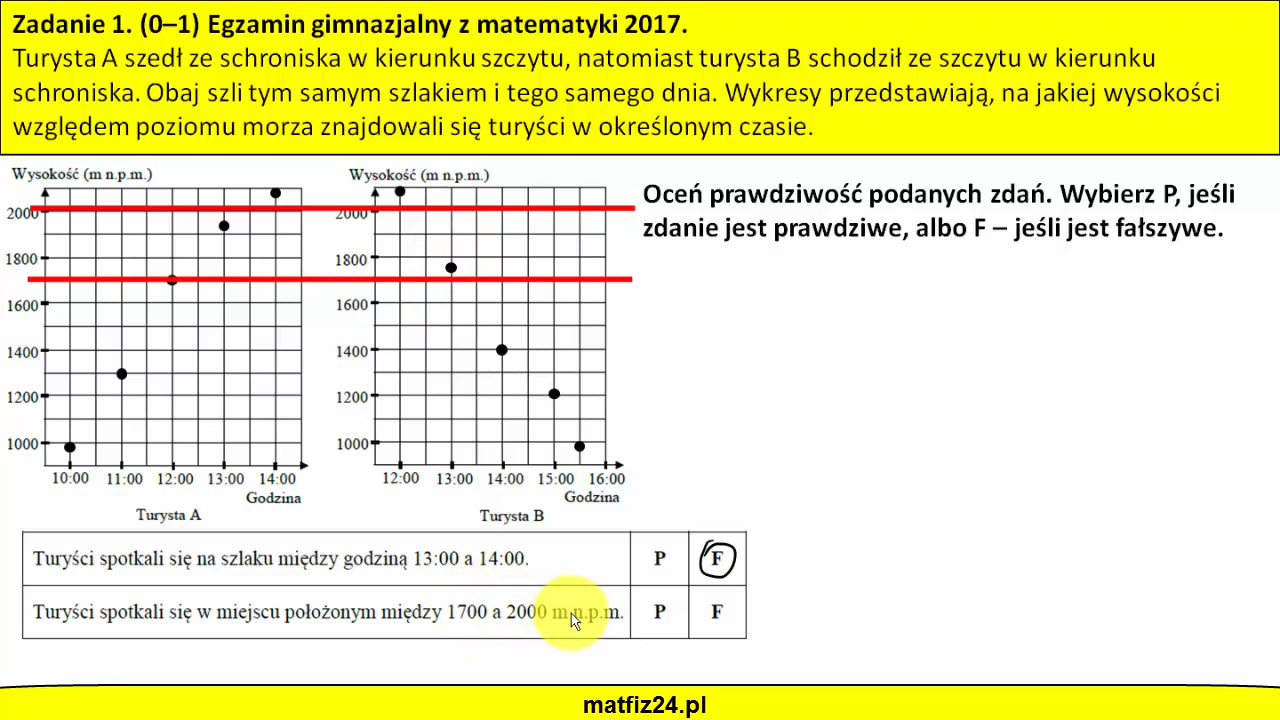 Zadanie 1. (0–1) Egzamin gimnazjalny z matematyki 2017.
Turysta A szedł ze schroniska w kierunku szczytu, natomiast turysta B schodził ze szczytu w kierunku
schroniska. Obaj szli tym samym szlakiem i tego samego dnia. Wykresy przedstawiają, na jakiej wysokości
względem poziomu morza znajdowali się turyści w określonym czasie.
Wysokość (m n.p.m.)
2000
1800
1600
1400
1200
1000
10:00 11:00 12:00 13:00 14:00
Godzina
Turysta A
Wysokość (m n.p.m.)
2000
1800
1600
1400
1200
1000
12:00 13:00 14:00 15:00 16:00
Godzina
Turysta B
Oceń prawdziwość podanych zdań. Wybierz P, jeśli
zdanie jest prawdziwe, albo F – jeśli jest fałszywe.
Turyści spotkali się na szlaku między godziną 13:00 a 14:00. P F
Turyści spotkali się w miejscu położonym między 1700 a 2000 m n.p.m. P F
matfiz24.pl